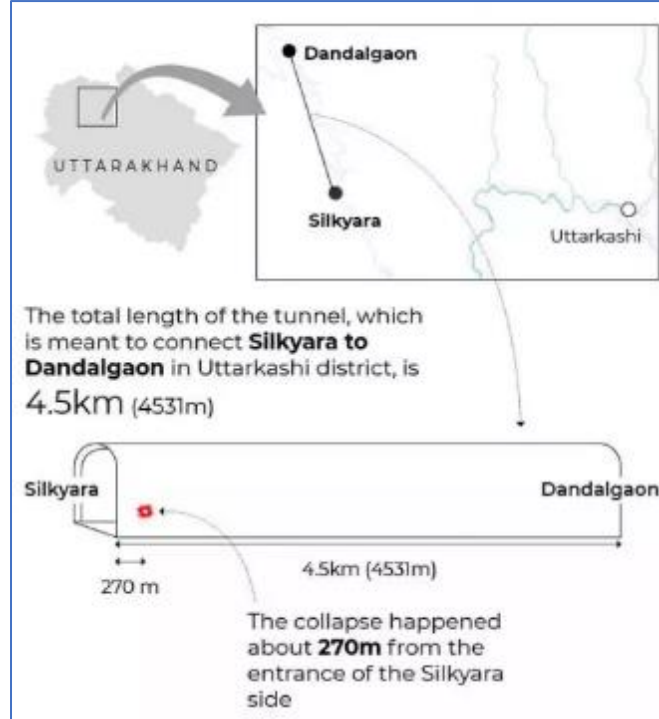 Dandalgaon
UTTARAKHAND
Silkyara
Uttarkashi
The total length of the tunnel, which
is meant to connect Silkyara to
Dandalgaon in Uttarkashi district, is
4.5km (4531m)
Silkyara
Dandalgaon
4.5km (4531m)
270 m
The collapse happened
about 270m from the
entrance of the Silkyara
side